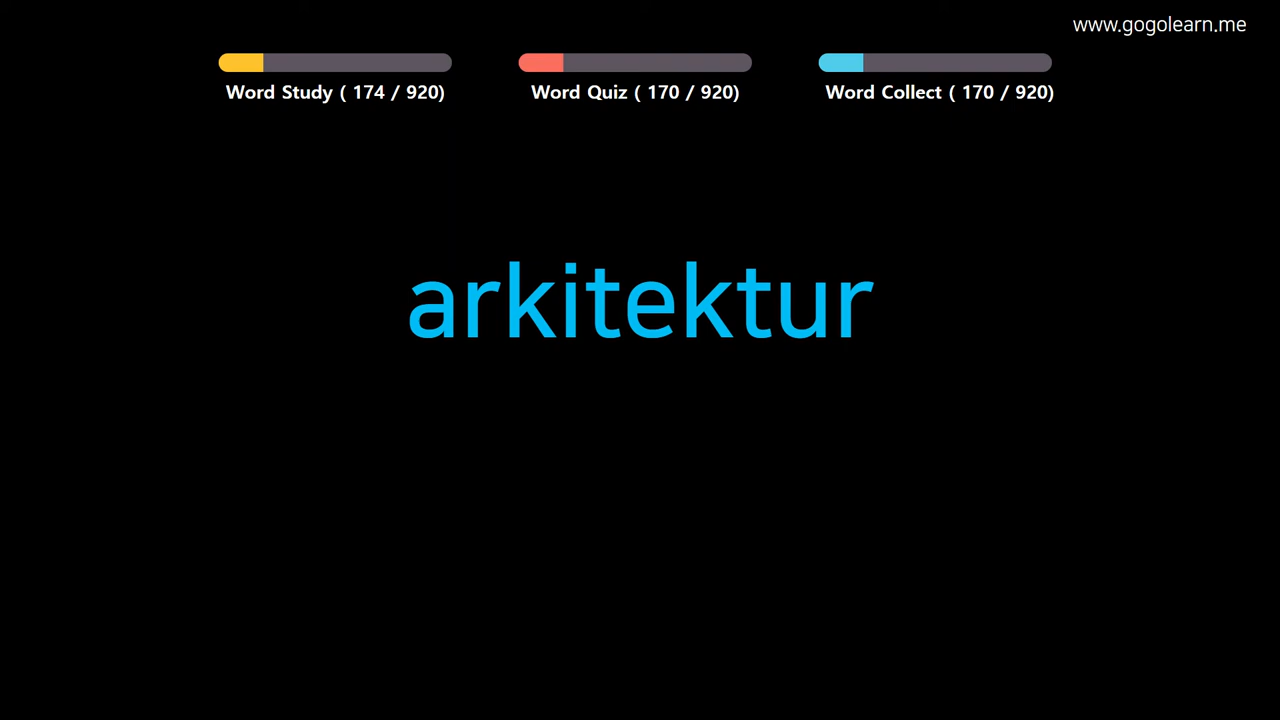 www.gogolearn.me
Word Study ( 174 / 920)
Word Quiz ( 170 / 920)
Word Collect ( 170 / 920)
arkitektur